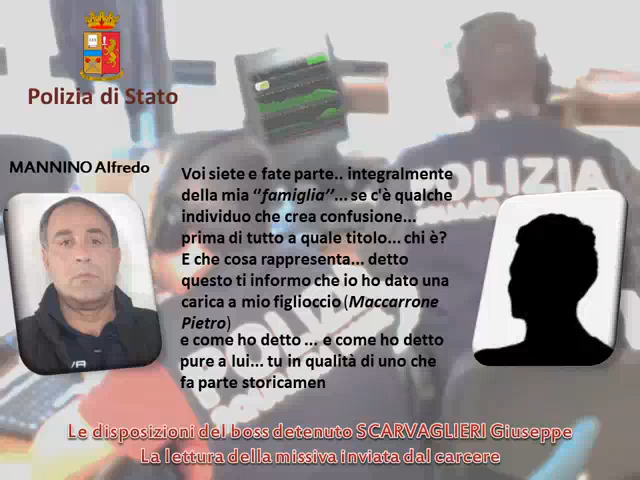 Polizia di Stato
MANNINO Alfredo
Voi siete e fate parte.. integralmente
della mia ‘‘famiglia’’... se c'è qualche
individuo che crea confusione...
prima di tutto a quale titolo... chi è?
E che cosa rappresenta... detto
questo ti informo che io ho dato una
carica a mio figlioccio (Maccarrone
Pietro)
e come ho detto ... e come ho detto
pure a lui... tu in qualità di uno che
fa parte storicamen
POLIZIA
POLIZIA
Le disposizioni del boss detenuto SCARVAGLIERI Giuseppe
La lettura della missiva inviata dal carcere